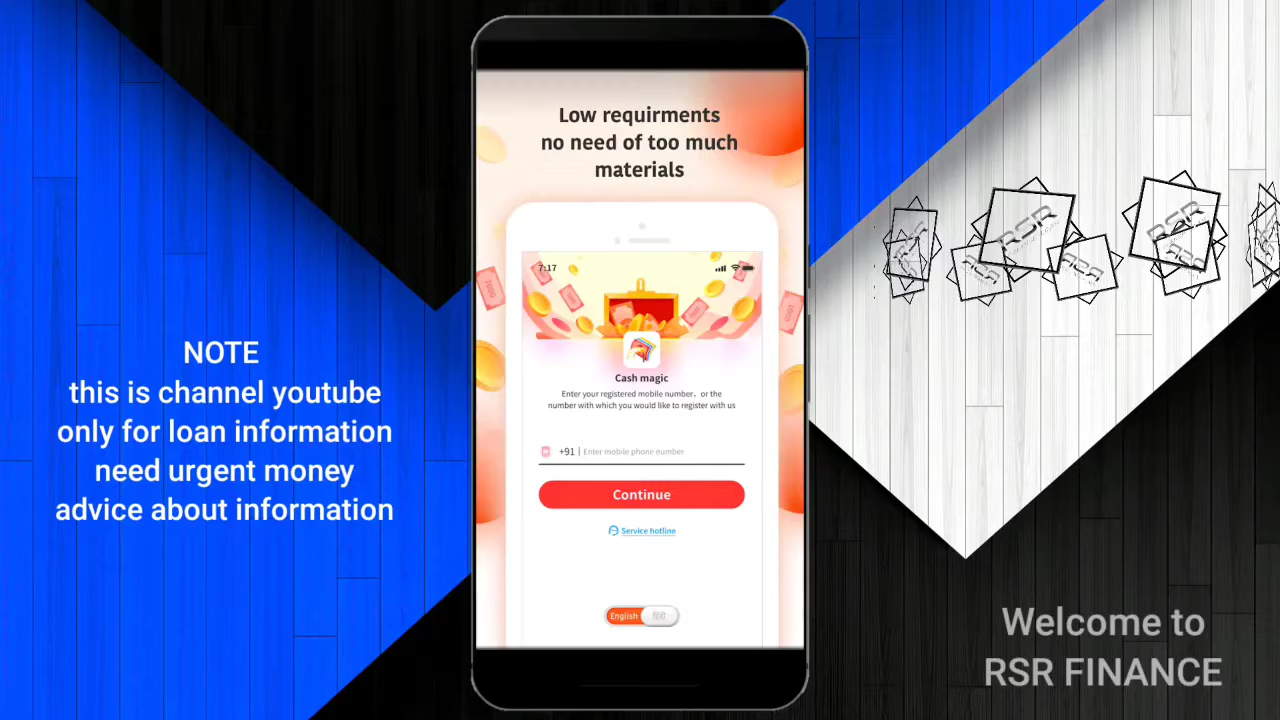 NOTE
this is channel youtube
only for loan information
need urgent money
advice about information
Low requirments
no need of too much
materials
7:17
Cash magic
Enter your registered mobile number, or the
number with which you would like to register with us
+91 | Enter mobile phone number
Continue
Service hotline
English हिंदी
RSR
RSR
Welcome to
RSR FINANCE